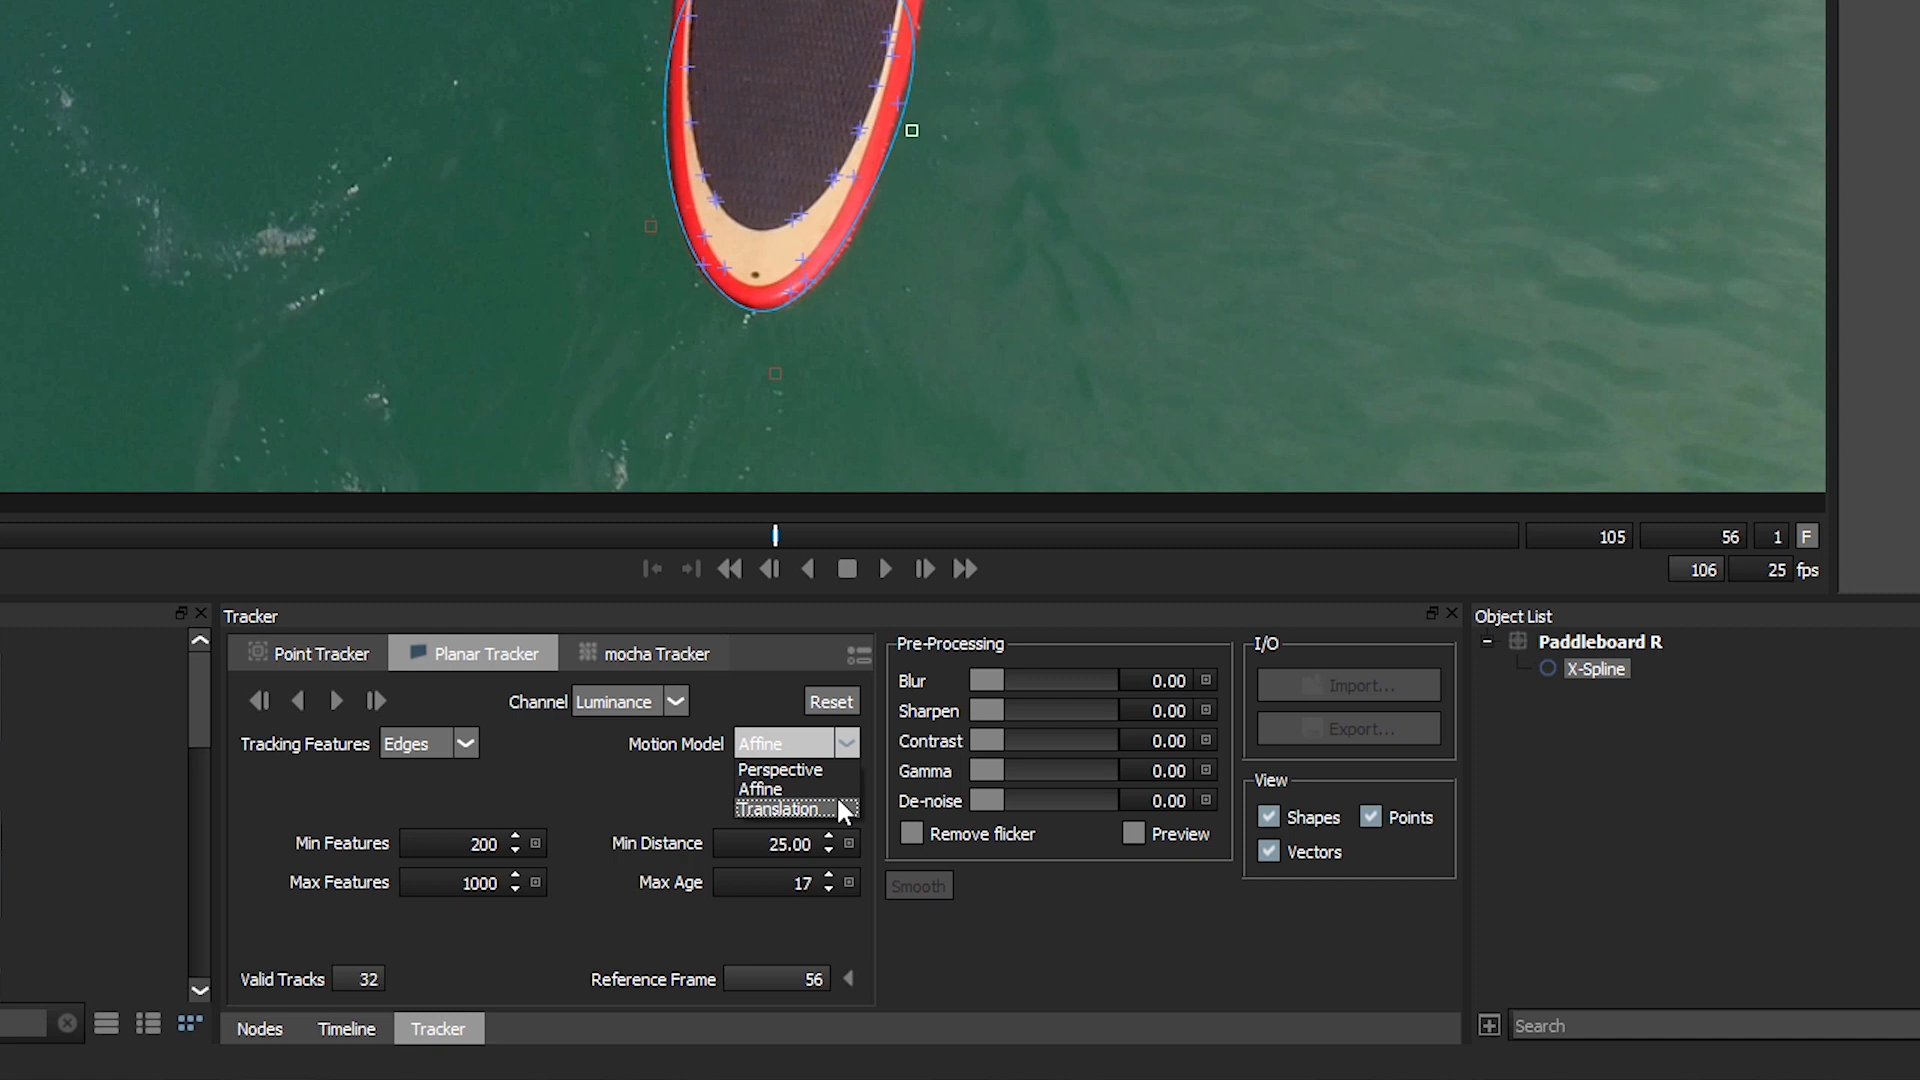 105 56 1 F
106 25 fps
Tracker
Point Tracker Planar Tracker mocha Tracker
Channel Luminance Reset
Tracking Features Edges Motion Model Affine
Perspective
Affine
Translation
Min Features 200 Min Distance 25.00
Max Features 1000 Max Age 17
Valid Tracks 32 Reference Frame 56
Pre-Processing
Blur 0.00
Sharpen 0.00
Contrast 0.00
Gamma 0.00
De-noise 0.00
Remove flicker Preview
Smooth
I/O
Import...
Export...
View
Shapes Points
Vectors
Object List
Paddleboard R
X-Spline
Search
Nodes Timeline Tracker